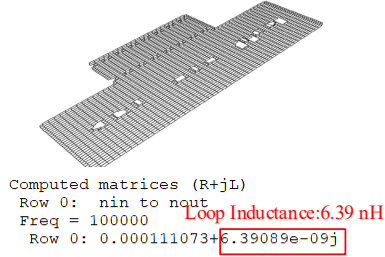 Computed matrices (R+jL)
Row 0: nin to nout
Loop Inductance:6.39 nH
Freq = 100000
Row 0: 0.000111073+6.39089e-09j